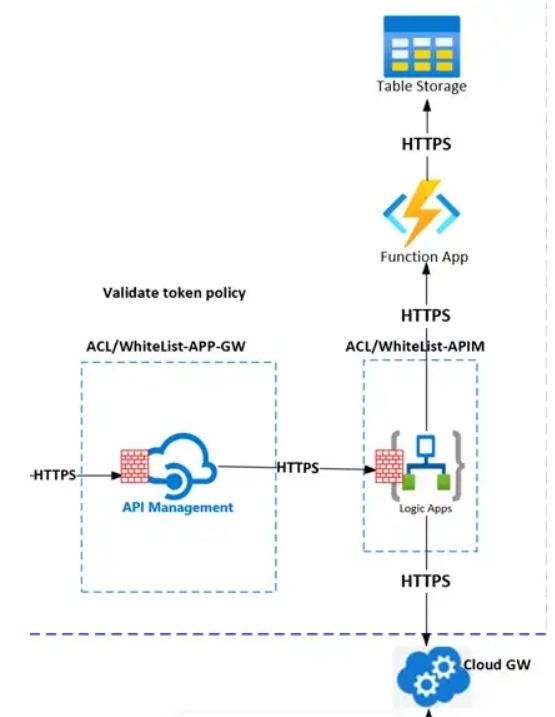 Table Storage
HTTPS
Function App
Validate token policy
HTTPS
ACL/WhiteList-APP-GW
ACL/WhiteList-APIM
HTTPS
HTTPS
API Management
Logic Apps
HTTPS
Cloud GW